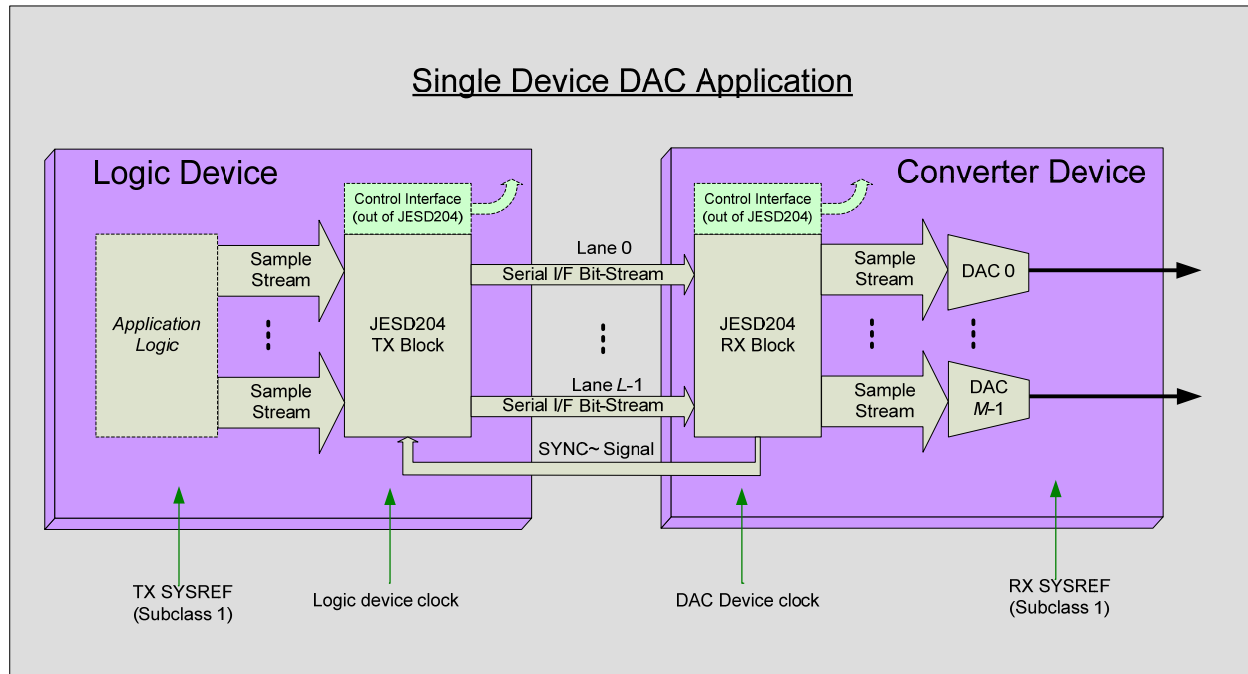 Single Device DAC Application
Logic Device
Converter Device
Control Interface
(out of JESD204)
Control Interface
(out of JESD204)
Application
Logic
Sample
Stream
Sample
Stream
JESD204
TX Block
Lane 0
Serial I/F Bit-Stream
Lane L-1
Serial I/F Bit-Stream
SYNC~ Signal
JESD204
RX Block
Sample
Stream
Sample
Stream
DAC 0
DAC
M-1
TX SYSREF
(Subclass 1)
Logic device clock
DAC Device clock
RX SYSREF
(Subclass 1)